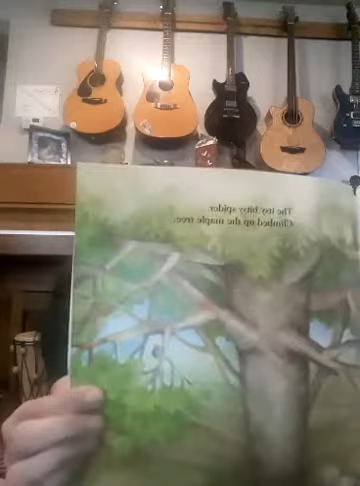 The itsy bitsy spider
Climbed up the maple tree.